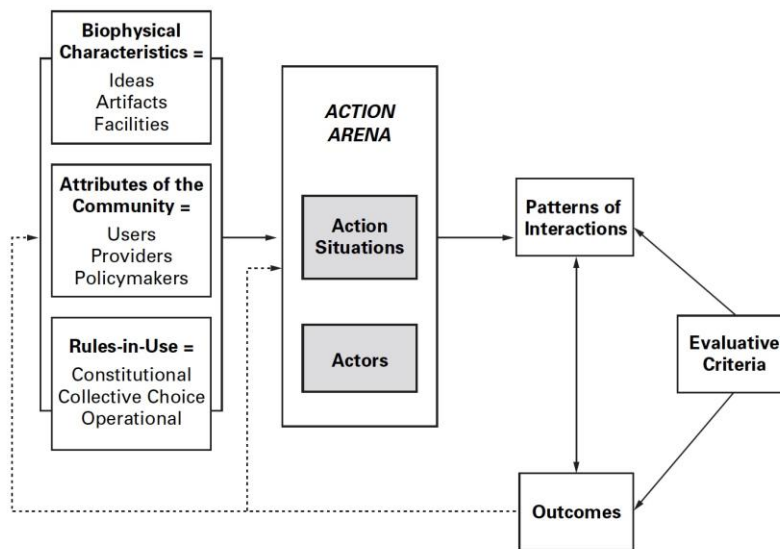 Biophysical
Characteristics =
Ideas
Artifacts
Facilities
Attributes of the
Community =
Users
Providers
Policymakers
Rules-in-Use =
Constitutional
Collective Choice
Operational
ACTION
ARENA
Action
Situations
Actors
Patterns of
Interactions
Evaluative
Criteria
Outcomes